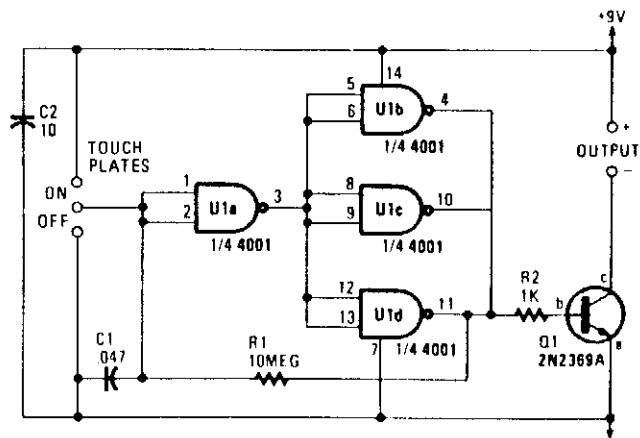 +9V
C2
10
TOUCH
PLATES
ON
OFF
1
2
U1a
3
1/4 4001
14
5
6
U1b
4
1/4 4001
8
9
U1c
10
1/4 4001
12
13
U1d
11
7
1/4 4001
+
OUTPUT
−
R2
1K
b
c
e
Q1
2N2369A
C1
.047
R1
10MEG